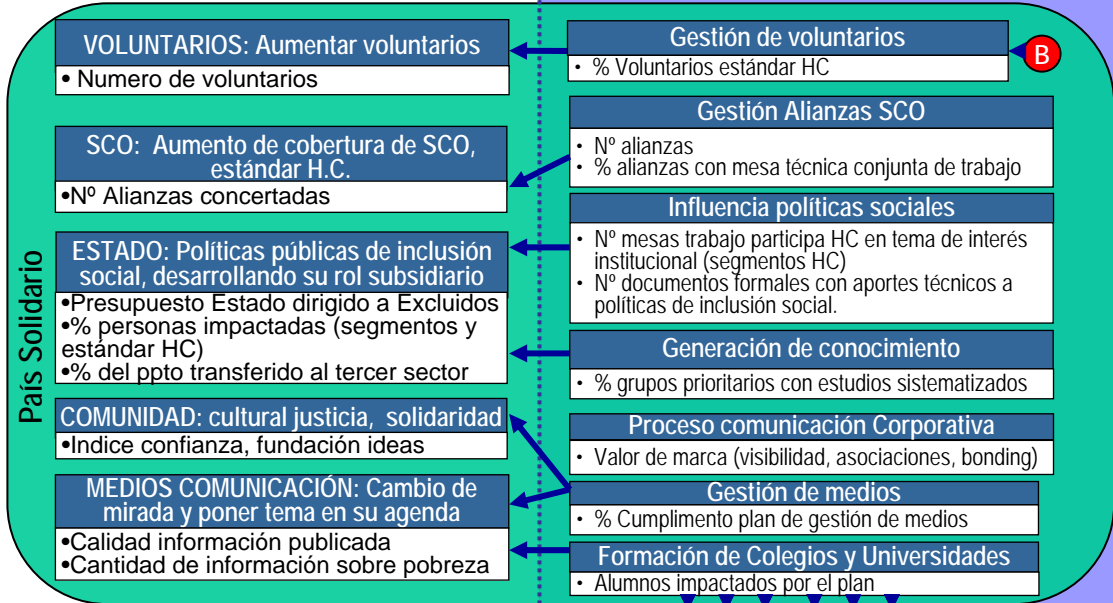 País Solidario
VOLUNTARIOS: Aumentar voluntarios
• Numero de voluntarios
SCO: Aumento de cobertura de SCO,
estándar H.C.
•Nº Alianzas concertadas
ESTADO: Políticas públicas de inclusión
social, desarrollando su rol subsidiario
•Presupuesto Estado dirigido a Excluidos
•% personas impactadas (segmentos y
estándar HC)
•% del ppto transferido al tercer sector
COMUNIDAD: cultural justicia, solidaridad
•Indice confianza, fundación ideas
MEDIOS COMUNICACIÓN: Cambio de
mirada y poner tema en su agenda
•Calidad información publicada
•Cantidad de información sobre pobreza
Gestión de voluntarios
• % Voluntarios estándar HC
B
Gestión Alianzas SCO
• Nº alianzas
• % alianzas con mesa técnica conjunta de trabajo
Influencia políticas sociales
• Nº mesas trabajo participa HC en tema de interés
institucional (segmentos HC)
• Nº documentos formales con aportes técnicos a
políticas de inclusión social.
Generación de conocimiento
• % grupos prioritarios con estudios sistematizados
Proceso comunicación Corporativa
• Valor de marca (visibilidad, asociaciones, bonding)
Gestión de medios
• % Cumplimento plan de gestión de medios
Formación de Colegios y Universidades
• Alumnos impactados por el plan